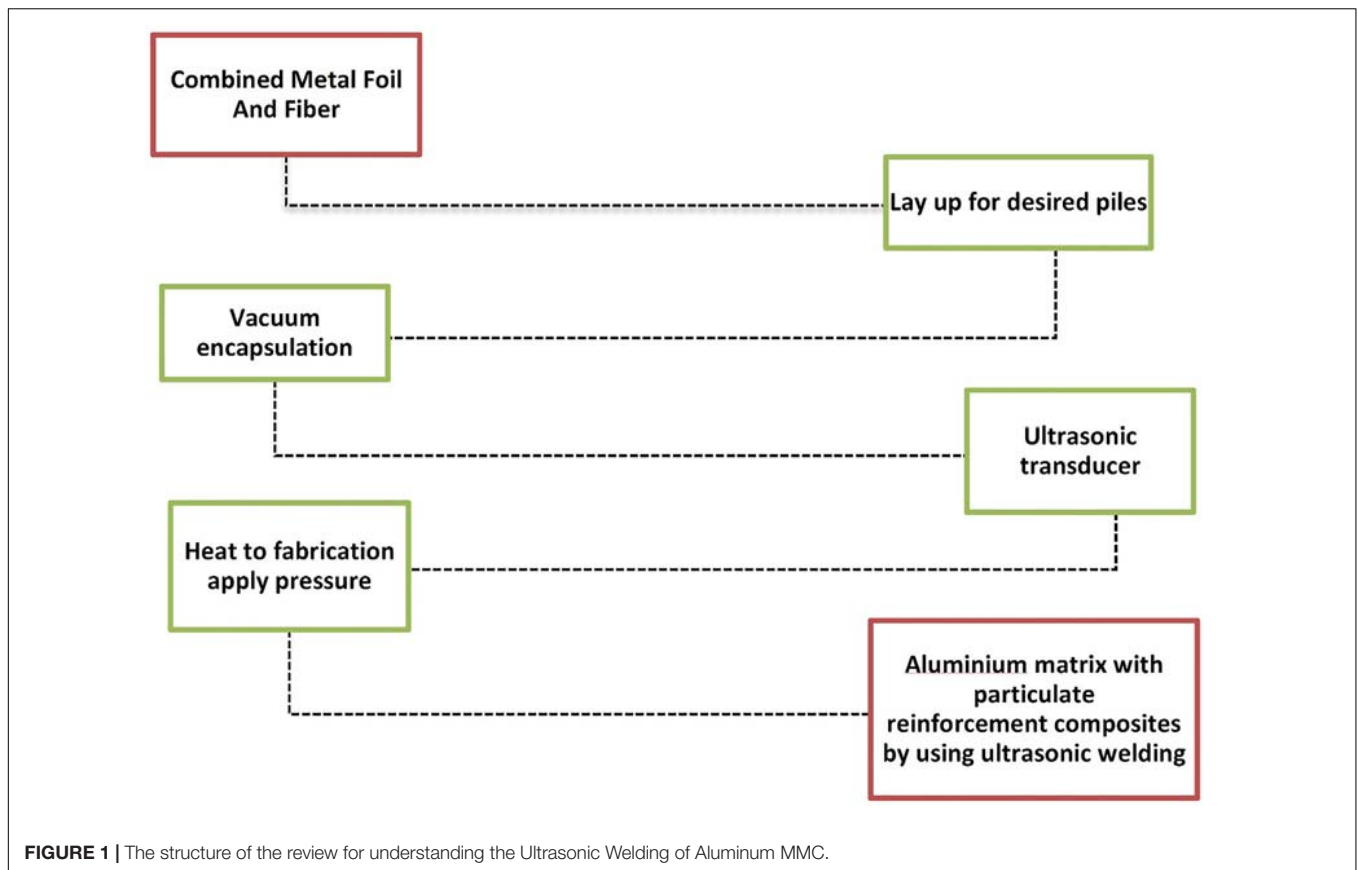 Combined Metal Foil
And Fiber
Lay up for desired piles
Vacuum
encapsulation
Ultrasonic
transducer
Heat to fabrication
apply pressure
Aluminium matrix with
particulate
reinforcement composites
by using ultrasonic welding
FIGURE 1 | The structure of the review for understanding the Ultrasonic Welding of Aluminum MMC.